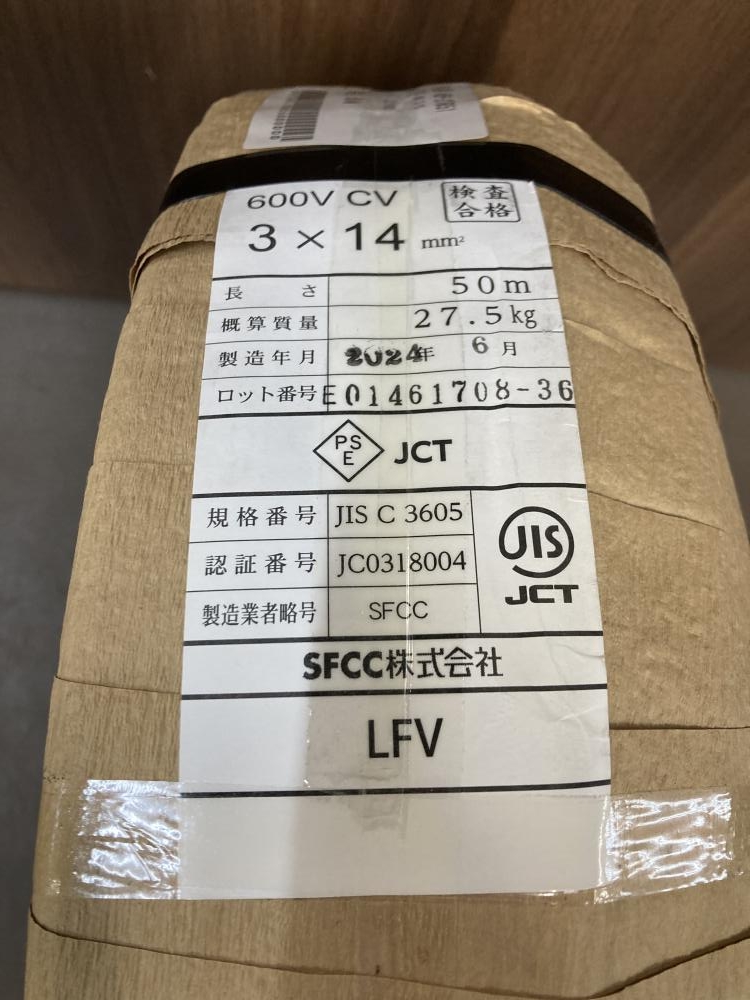 600V CV 検査合格
3 × 14 mm²
長さ 50m
概算質量 27.5kg
製造年月 2024年 6月
ロット番号 E01461708-36
PSE JCT
規格番号 JIS C 3605
認証番号 JC0318004
製造業者略号 SFCC
JIS
JCT
SFCC株式会社
LFV